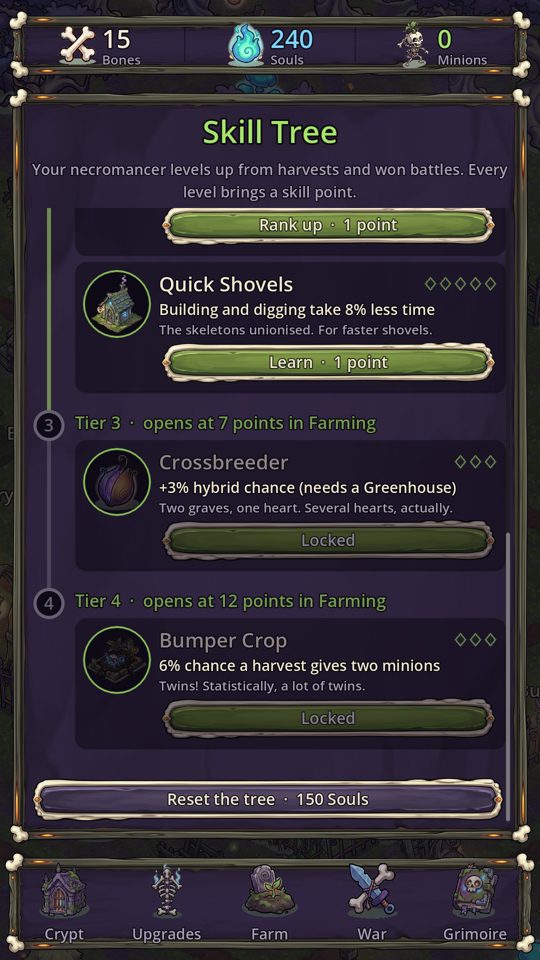 15
Bones
240
Souls
0
Minions
Skill Tree
Your necromancer levels up from harvests and won battles. Every
level brings a skill point.
Rank up · 1 point
Quick Shovels
Building and digging take 8% less time
The skeletons unionised. For faster shovels.
Learn · 1 point
3
Tier 3 · opens at 7 points in Farming
Crossbreeder
+3% hybrid chance (needs a Greenhouse)
Two graves, one heart. Several hearts, actually.
Locked
4
Tier 4 · opens at 12 points in Farming
Bumper Crop
6% chance a harvest gives two minions
Twins! Statistically, a lot of twins.
Locked
Reset the tree · 150 Souls
Crypt
Upgrades
Farm
War
Grimoire